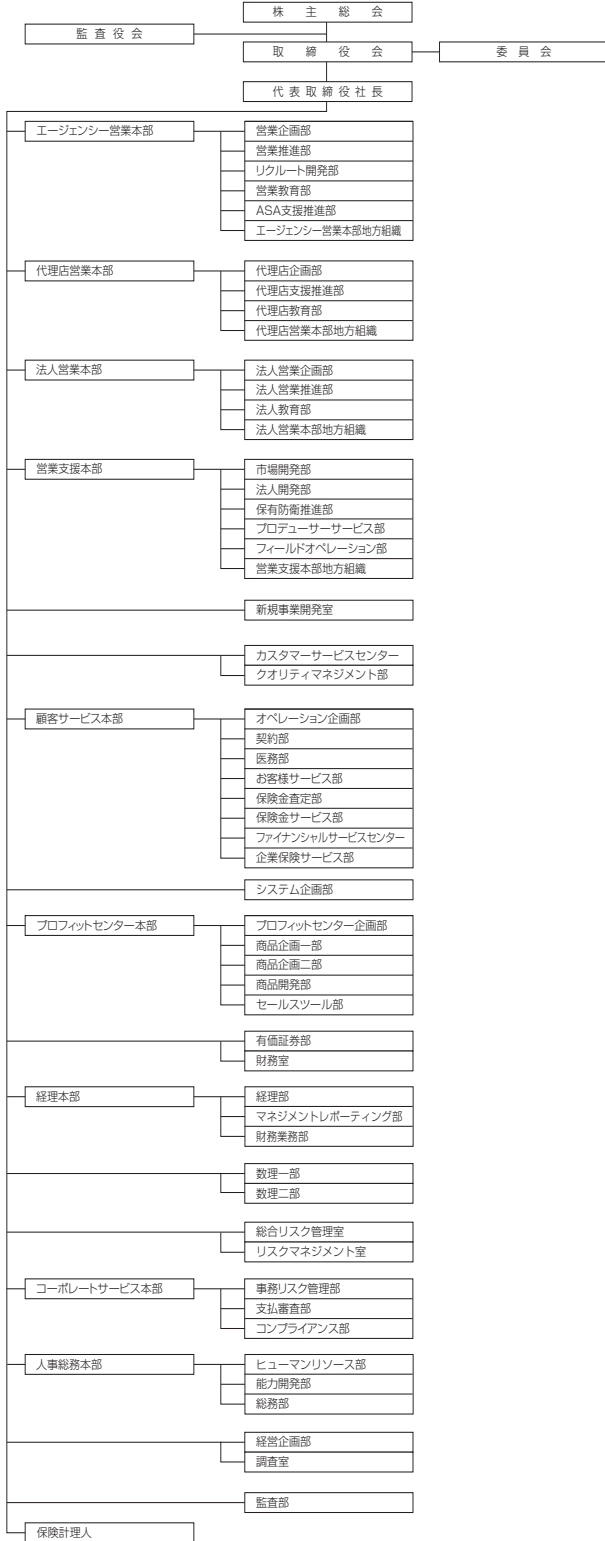 株主総会
監査役会
取締役会
委員会
代表取締役社長
エージェンシー営業本部
営業企画部
営業推進部
リクルート開発部
営業教育部
ASA支援推進部
エージェンシー営業本部地方組織
代理店営業本部
代理店企画部
代理店支援推進部
代理店教育部
代理店営業本部地方組織
法人営業本部
法人営業企画部
法人営業推進部
法人教育部
法人営業本部地方組織
営業支援本部
市場開発部
法人開発部
保有防衛推進部
プロデューサーサービス部
フィールドオペレーション部
営業支援本部地方組織
新規事業開発室
カスタマーサービスセンター
クオリティマネジメント部
顧客サービス本部
オペレーション企画部
契約部
医務部
お客様サービス部
保険金査定部
保険金サービス部
ファイナンシャルサービスセンター
企業保険サービス部
システム企画部
プロフィットセンター本部
プロフィットセンター企画部
商品企画一部
商品企画二部
商品開発部
セールスツール部
有価証券部
財務室
経理本部
経理部
マネジメントレポーティング部
財務業務部
数理一部
数理二部
総合リスク管理室
リスクマネジメント室
コーポレートサービス本部
事務リスク管理部
支払審査部
コンプライアンス部
人事総務本部
ヒューマンリソース部
能力開発部
総務部
経営企画部
調査室
監査部
保険計理人